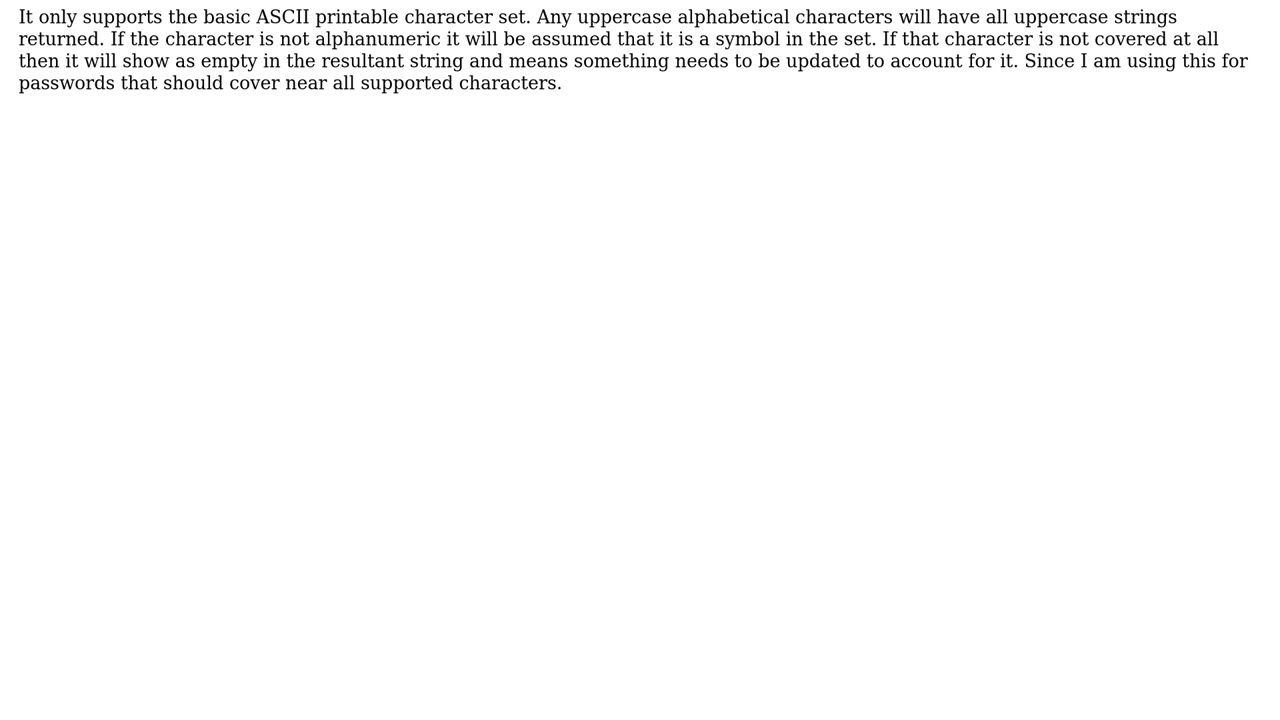 It only supports the basic ASCII printable character set. Any uppercase alphabetical characters will have all uppercase strings
returned. If the character is not alphanumeric it will be assumed that it is a symbol in the set. If that character is not covered at all
then it will show as empty in the resultant string and means something needs to be updated to account for it. Since I am using this for
passwords that should cover near all supported characters.